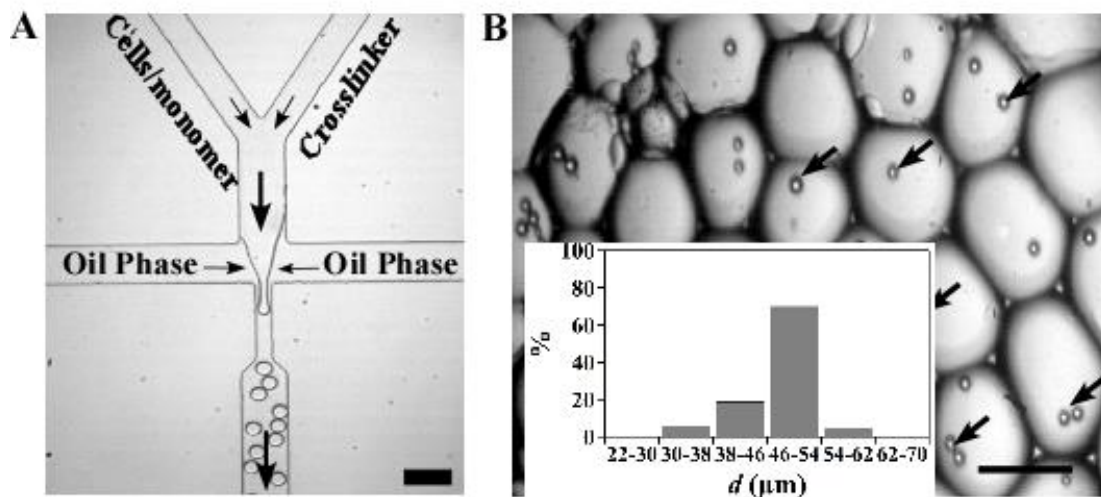 A
Cells/monomer
Crosslinker
Oil Phase
Oil Phase
B
100
80
60
40
20
0
%
22-30 30-38 38-46 46-54 54-62 62-70
d (μm)